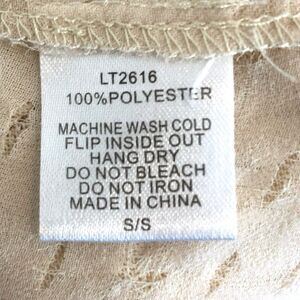 LT2616
100%POLYESTER
MACHINE WASH COLD
FLIP INSIDE OUT
HANG DRY
DO NOT BLEACH
DO NOT IRON
MADE IN CHINA
S/S